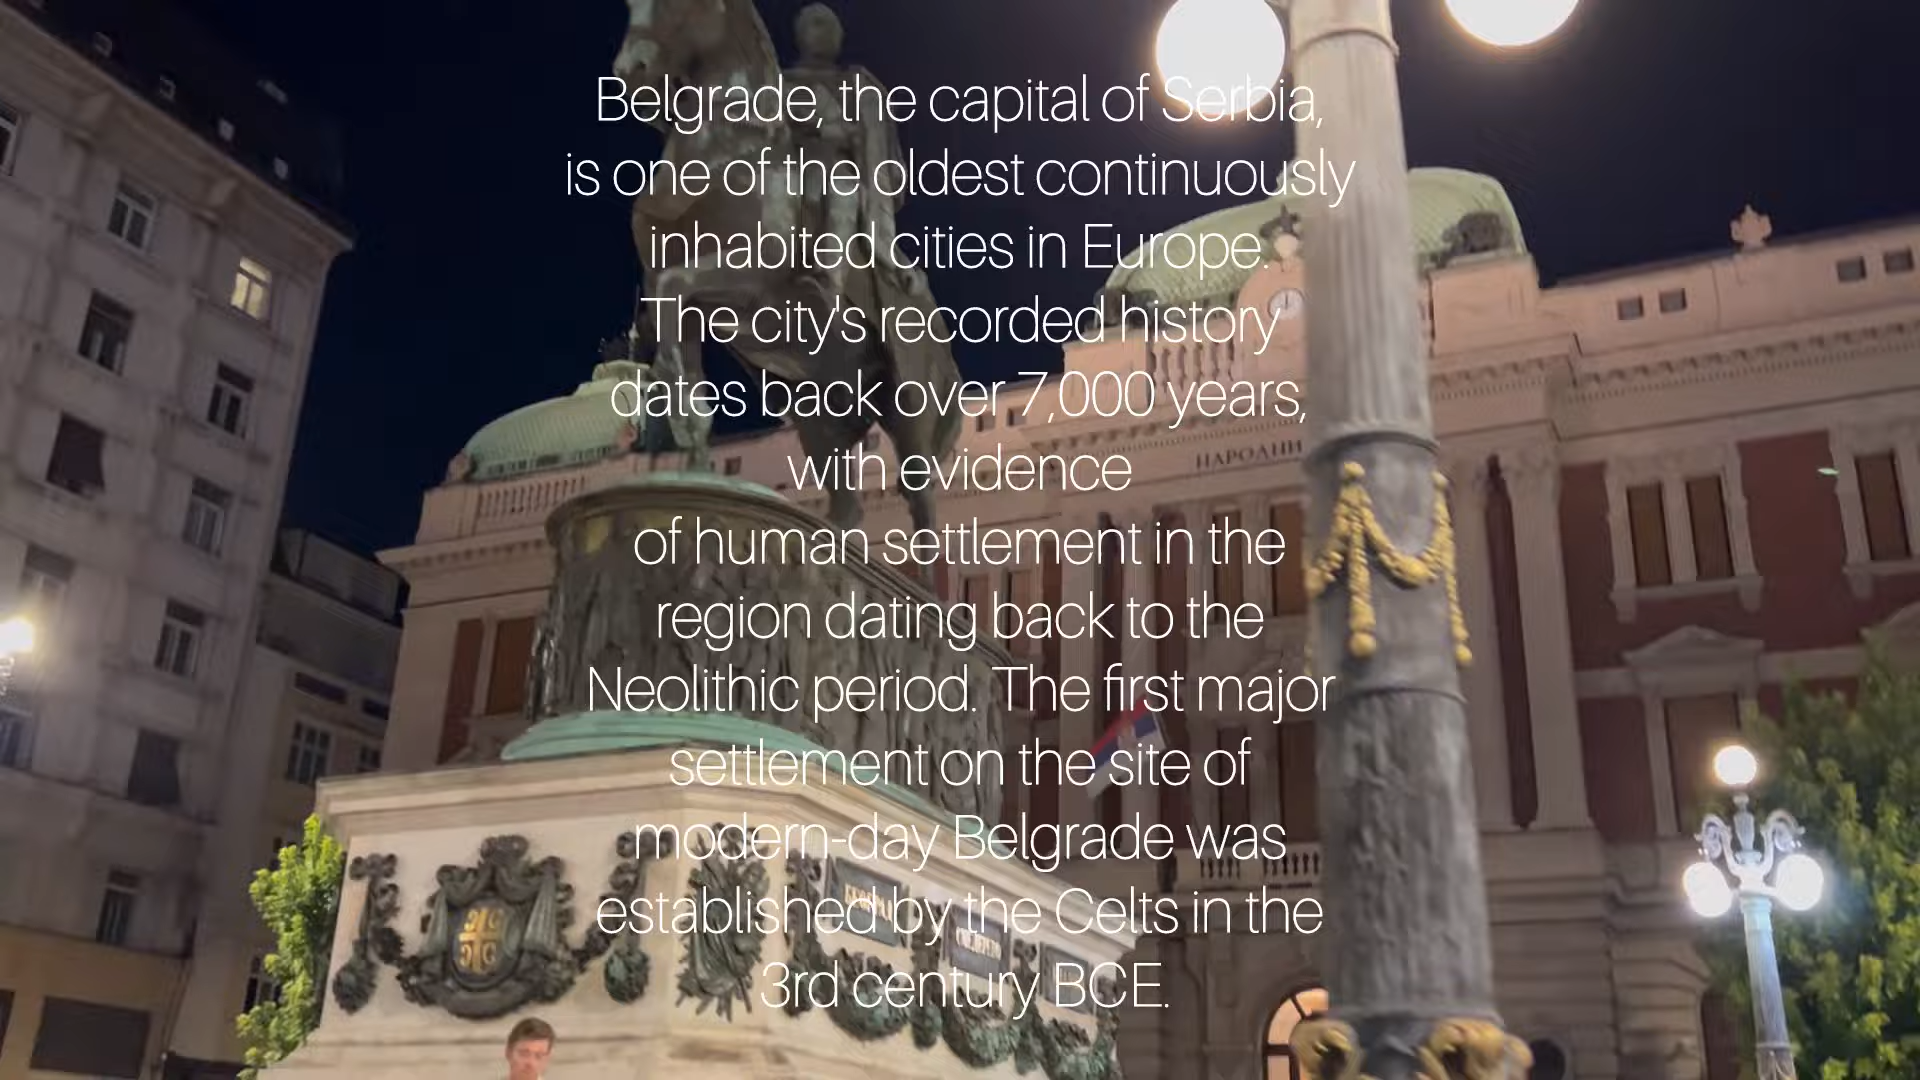 Belgrade, the capital of Serbia,
is one of the oldest continuously
inhabited cities in Europe.
The city's recorded history
dates back over 7,000 years,
with evidence
of human settlement in the
region dating back to the
Neolithic period.  The first major
settlement on the site of
modern-day Belgrade was
established by the Celts in the
3rd century BCE.
НАРОДНИ